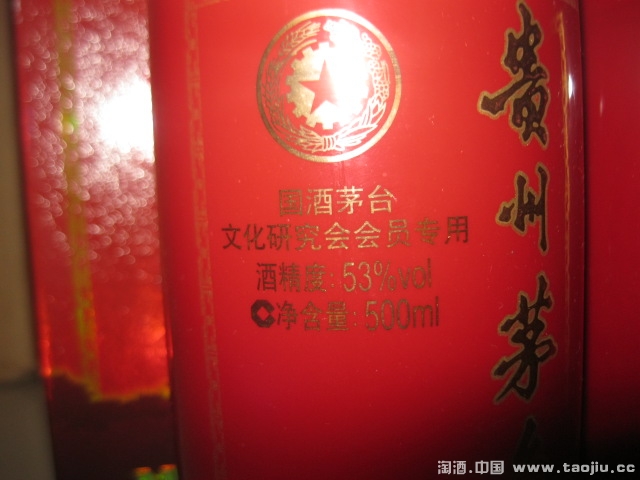 国酒茅台
文化研究会会员专用
酒精度:53%vol
C净含量:500ml
贵州茅
淘酒.中国 www.taojiu.cc